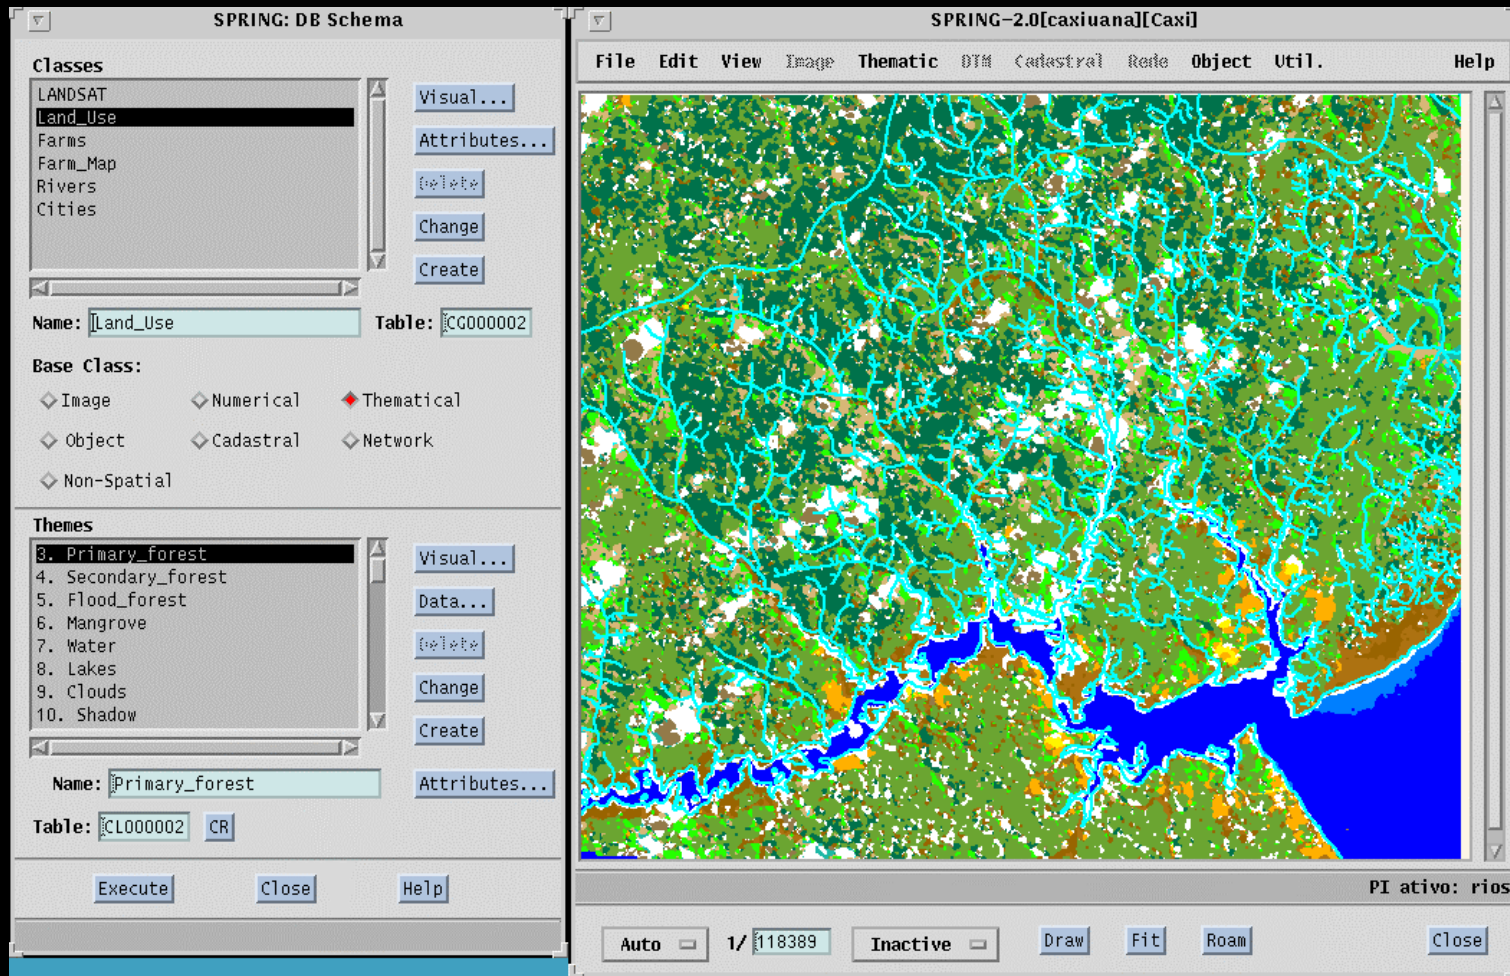 SPRING: DB Schema
Classes
LANDSAT
Land_Use
Farms
Farm_Map
Rivers
Cities
Visual...
Attributes...
Delete
Change
Create
Name: Land_Use Table: CG000002
Base Class:
Image Numerical Thematical
Object Cadastral Network
Non-Spatial
Themes
3. Primary_forest
4. Secondary_forest
5. Flood_forest
6. Mangrove
7. Water
8. Lakes
9. Clouds
10. Shadow
Visual...
Data...
Delete
Change
Create
Name: Primary_forest Attributes...
Table: CL000002 CR
Execute Close Help
SPRING-2.0[caxiuana][Caxi]
File Edit View Image Thematic DTM Cadastral Rede Object Util. Help
PI ativo: rios
Auto 1/ 118389 Inactive Draw Fit Roam Close